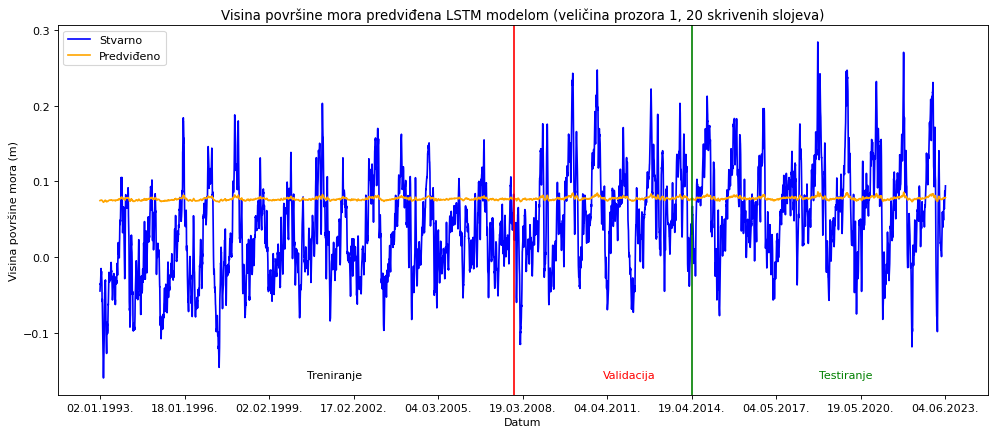 Visina površine mora predviđena LSTM modelom (veličina prozora 1, 20 skrivenih slojeva)
Stvarno
Predviđeno
0.3
0.2
0.1
0.0
−0.1
Visina površine mora (m)
Treniranje
Validacija
Testiranje
02.01.1993.
18.01.1996.
02.02.1999.
17.02.2002.
04.03.2005.
19.03.2008.
04.04.2011.
19.04.2014.
04.05.2017.
19.05.2020.
04.06.2023.
Datum